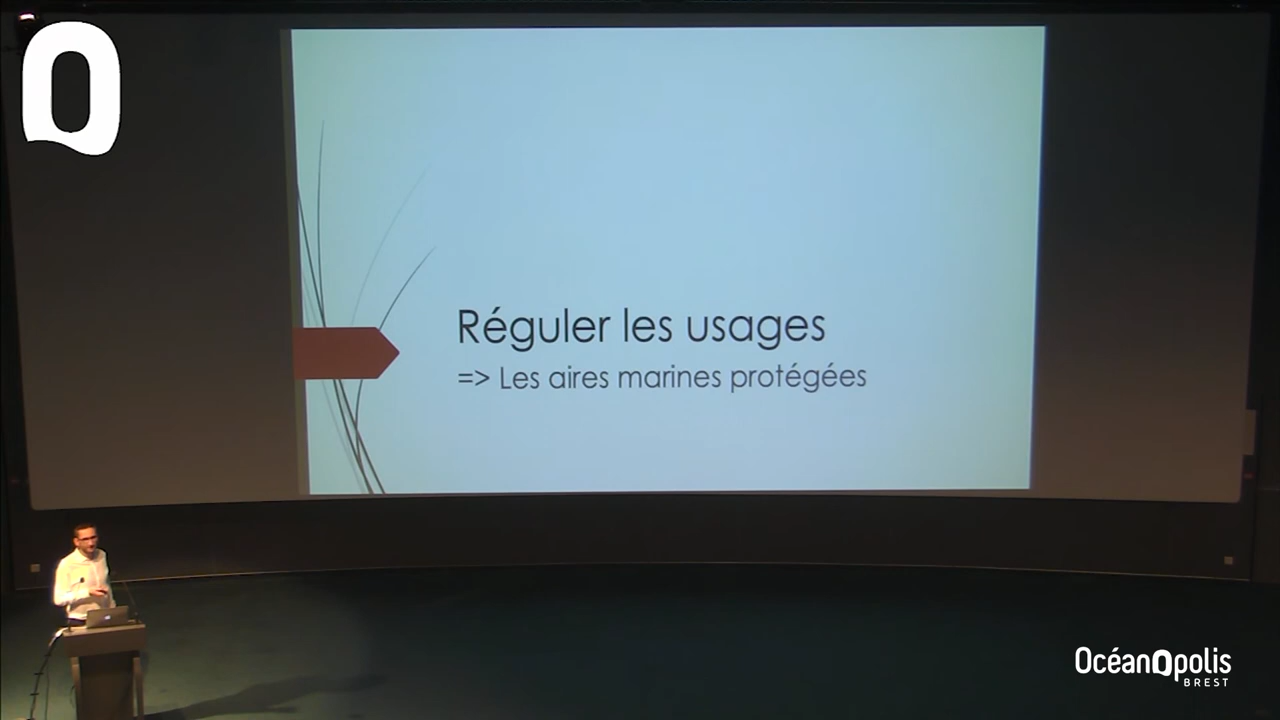 Réguler les usages
=> Les aires marines protégées
OcéanOpolis
BREST